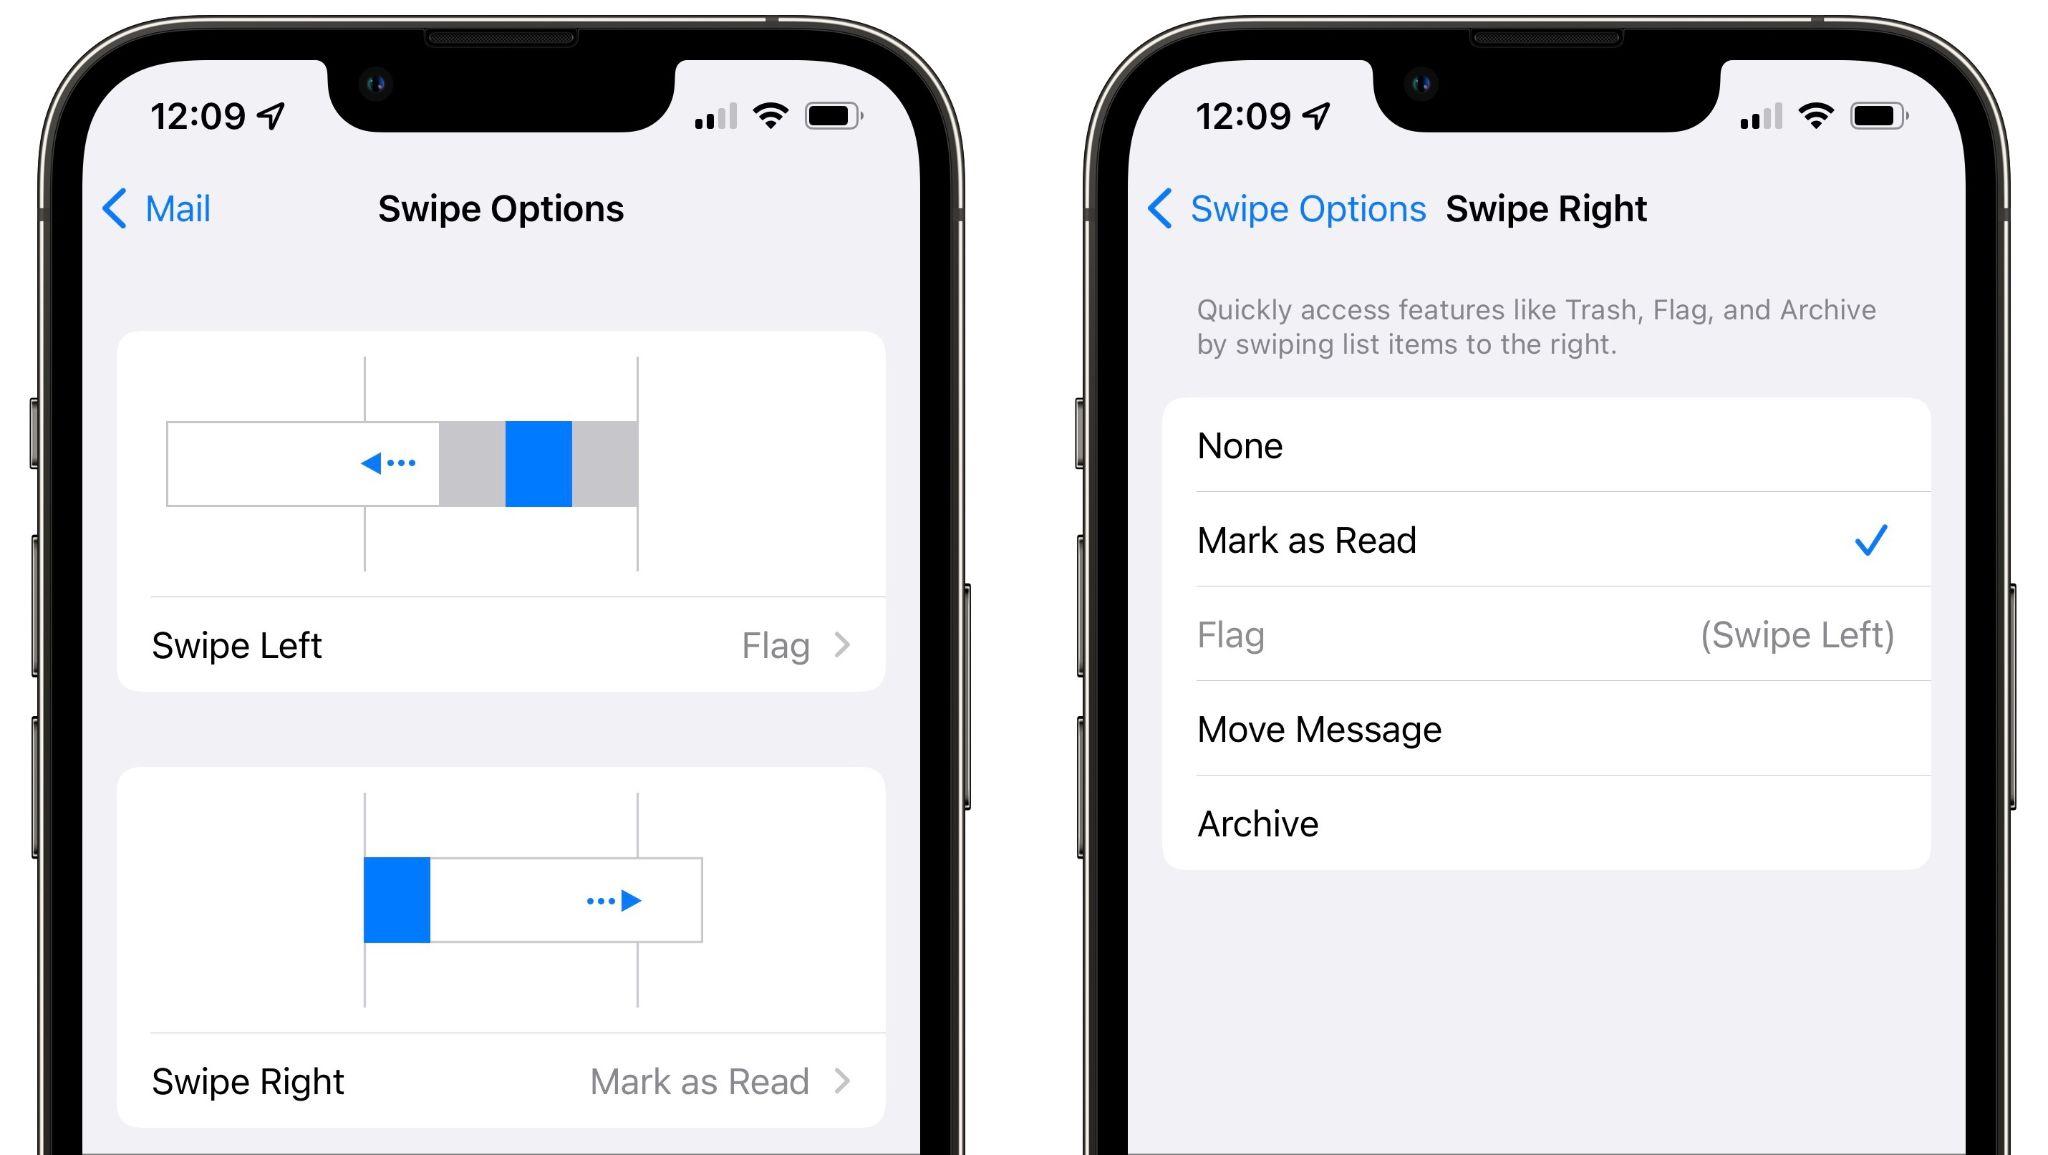 12:09
Mail
Swipe Options
Swipe Left
Flag
Swipe Right
Mark as Read
12:09
Swipe Options
Swipe Right
Quickly access features like Trash, Flag, and Archive
by swiping list items to the right.
None
Mark as Read
Flag
(Swipe Left)
Move Message
Archive